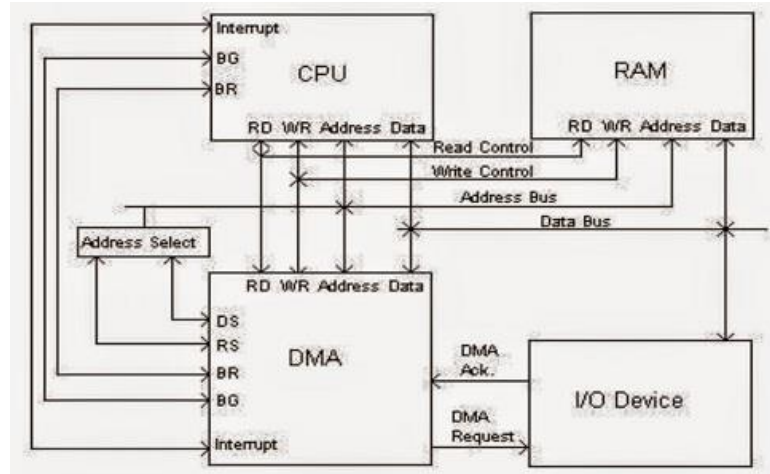 Interrupt
BG
BR
CPU
RD WR Address Data
RAM
RD WR Address Data
Read Control
Write Control
Address Bus
Data Bus
Address Select
RD WR Address Data
DS
RS
BR
BG
Interrupt
DMA
DMA
Ack.
DMA
Request
I/O Device